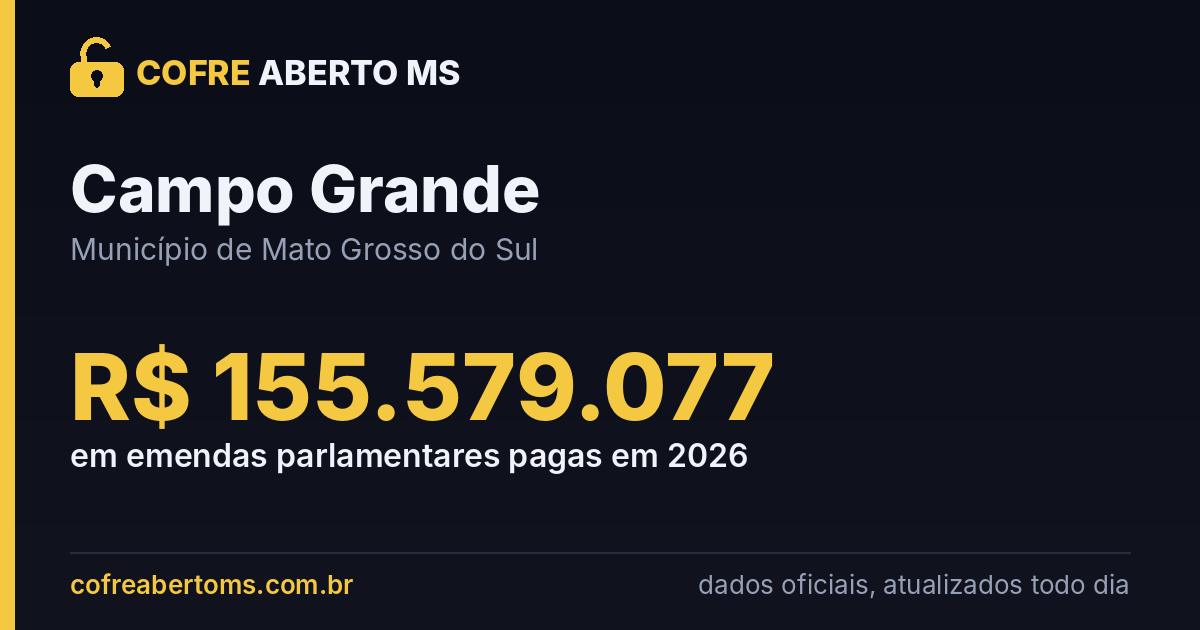 COFRE ABERTO MS
Campo Grande
Município de Mato Grosso do Sul
R$ 155.579.077
em emendas parlamentares pagas em 2026
cofreabertoms.com.br
dados oficiais, atualizados todo dia